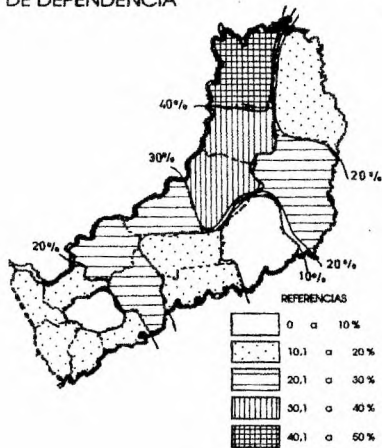 DE DEPENDENCIA
40%
30%
20%
20%
20%
10%
REFERENCIAS
0 a 10%
10,1 a 20%
20,1 a 30%
30,1 a 40%
40,1 a 50%